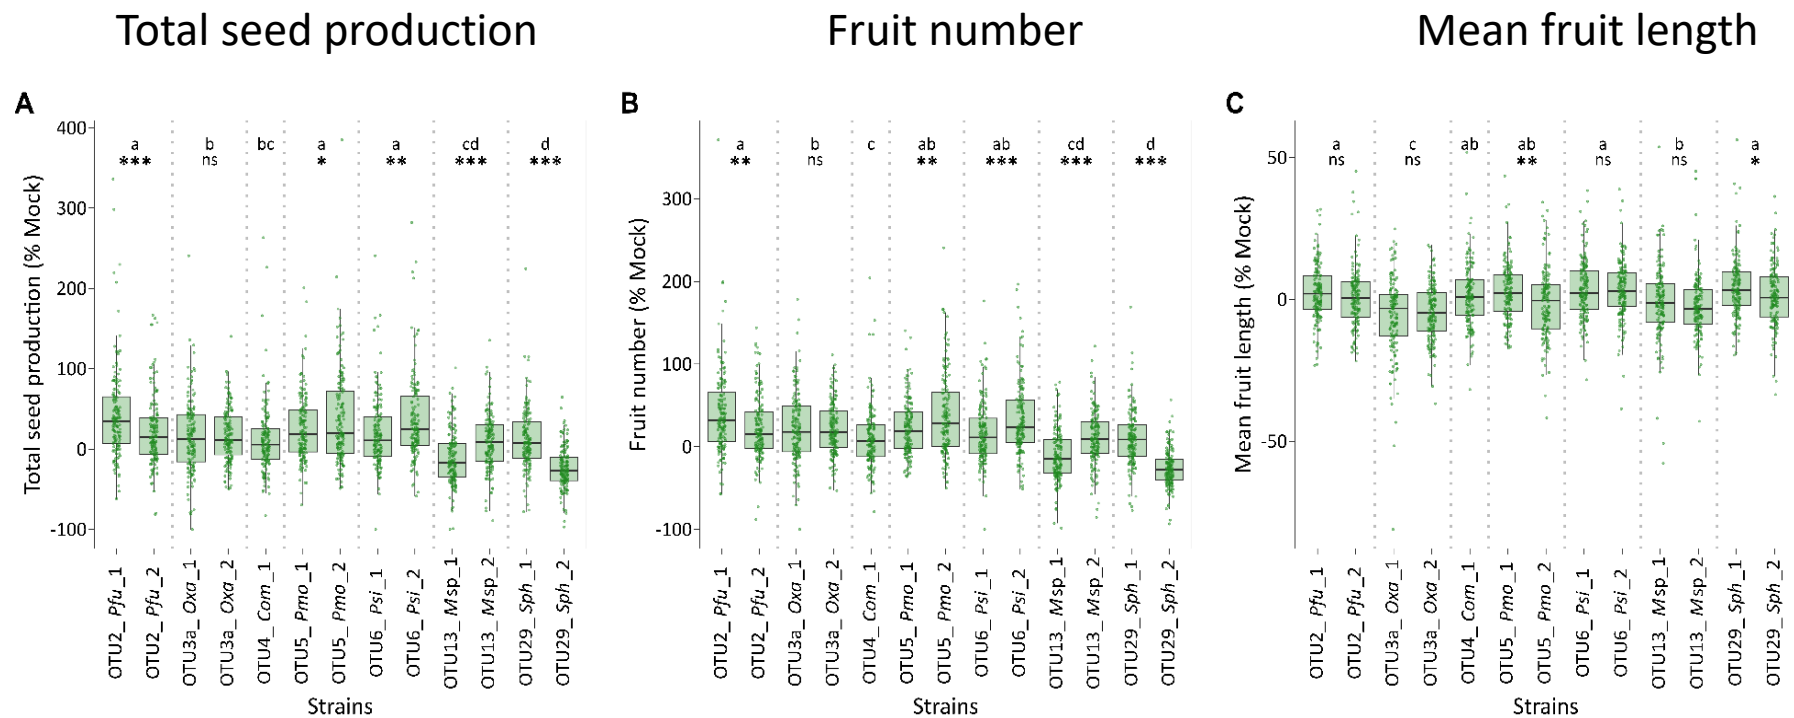 Total seed production
Fruit number
Mean fruit length
A
Total seed production (% Mock)
400
300
200
100
0
-100
a
b
bc
a
a
cd
d
***
ns
*
**
***
***
OTU2_Pfu_1
OTU2_Pfu_2
OTU3a_Oxa_1
OTU3a_Oxa_2
OTU4_Com_1
OTU5_Pmo_1
OTU5_Pmo_2
OTU6_Psi_1
OTU6_Psi_2
OTU13_Msp_1
OTU13_Msp_2
OTU29_Sph_1
OTU29_Sph_2
Strains
B
Fruit number (% Mock)
300
200
100
0
-100
a
b
c
ab
ab
cd
d
**
ns
**
***
***
***
OTU2_Pfu_1
OTU2_Pfu_2
OTU3a_Oxa_1
OTU3a_Oxa_2
OTU4_Com_1
OTU5_Pmo_1
OTU5_Pmo_2
OTU6_Psi_1
OTU6_Psi_2
OTU13_Msp_1
OTU13_Msp_2
OTU29_Sph_1
OTU29_Sph_2
Strains
C
Mean fruit length (% Mock)
50
0
-50
a
c
ab
ab
a
b
a
ns
ns
**
ns
ns
*
OTU2_Pfu_1
OTU2_Pfu_2
OTU3a_Oxa_1
OTU3a_Oxa_2
OTU4_Com_1
OTU5_Pmo_1
OTU5_Pmo_2
OTU6_Psi_1
OTU6_Psi_2
OTU13_Msp_1
OTU13_Msp_2
OTU29_Sph_1
OTU29_Sph_2
Strains